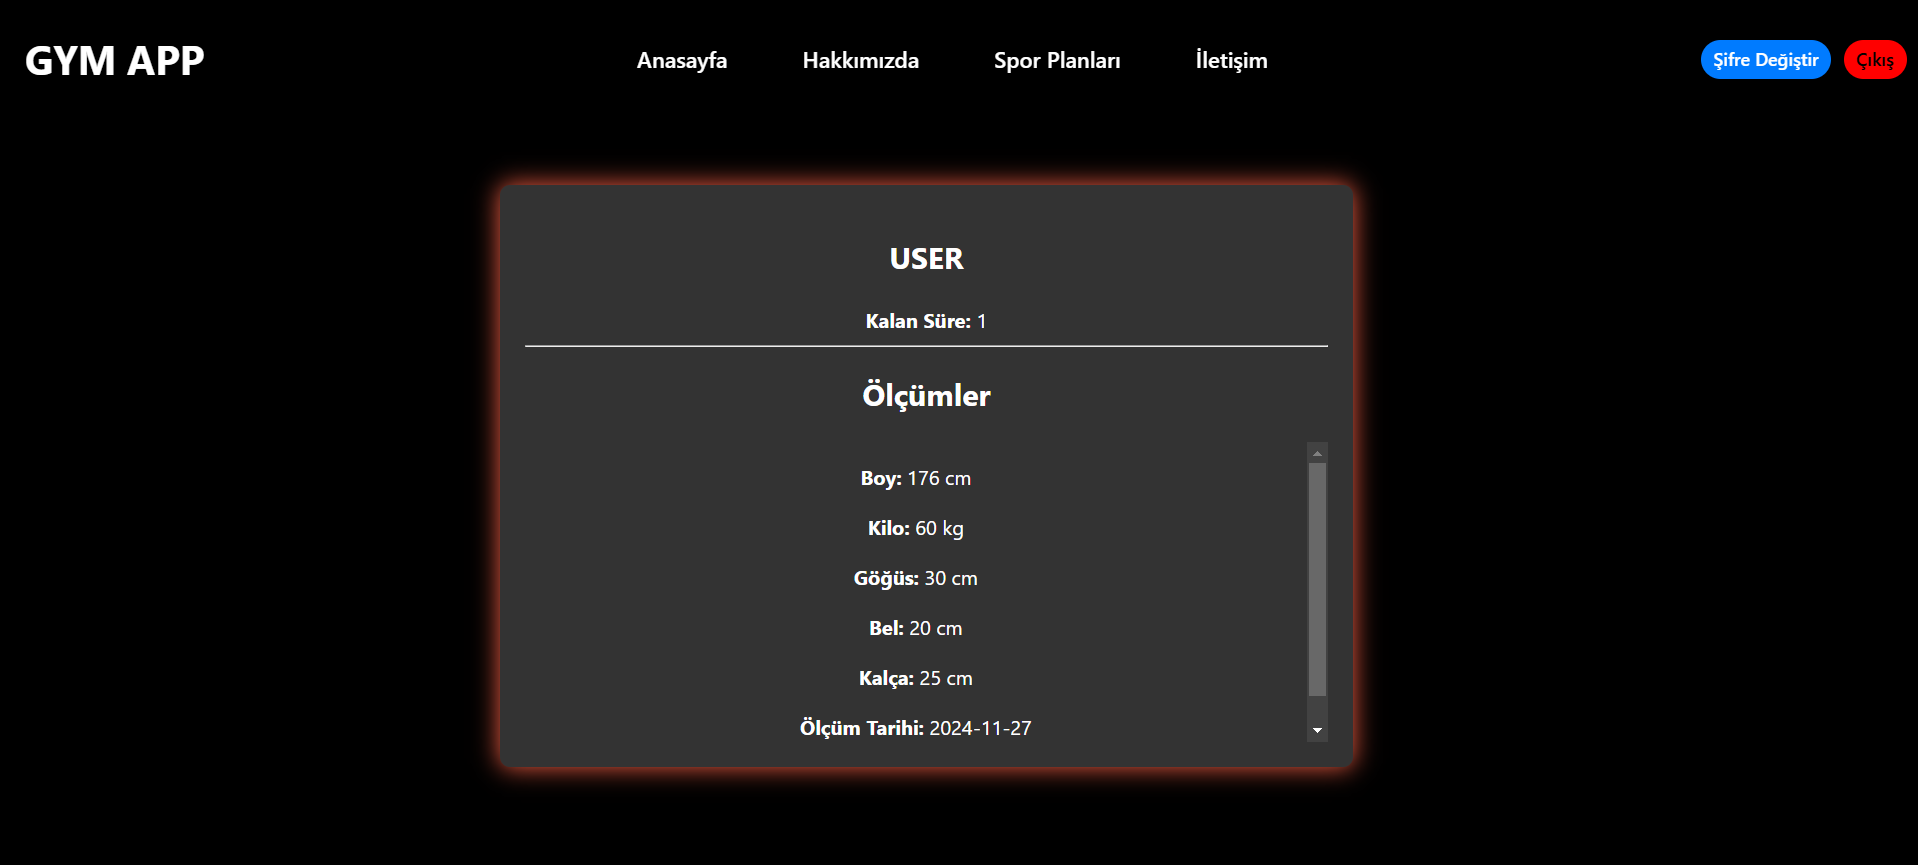 GYM APP
Anasayfa
Hakkımızda
Spor Planları
İletişim
Şifre Değiştir
Çıkış
USER
Kalan Süre: 1
Ölçümler
Boy: 176 cm
Kilo: 60 kg
Göğüs: 30 cm
Bel: 20 cm
Kalça: 25 cm
Ölçüm Tarihi: 2024-11-27